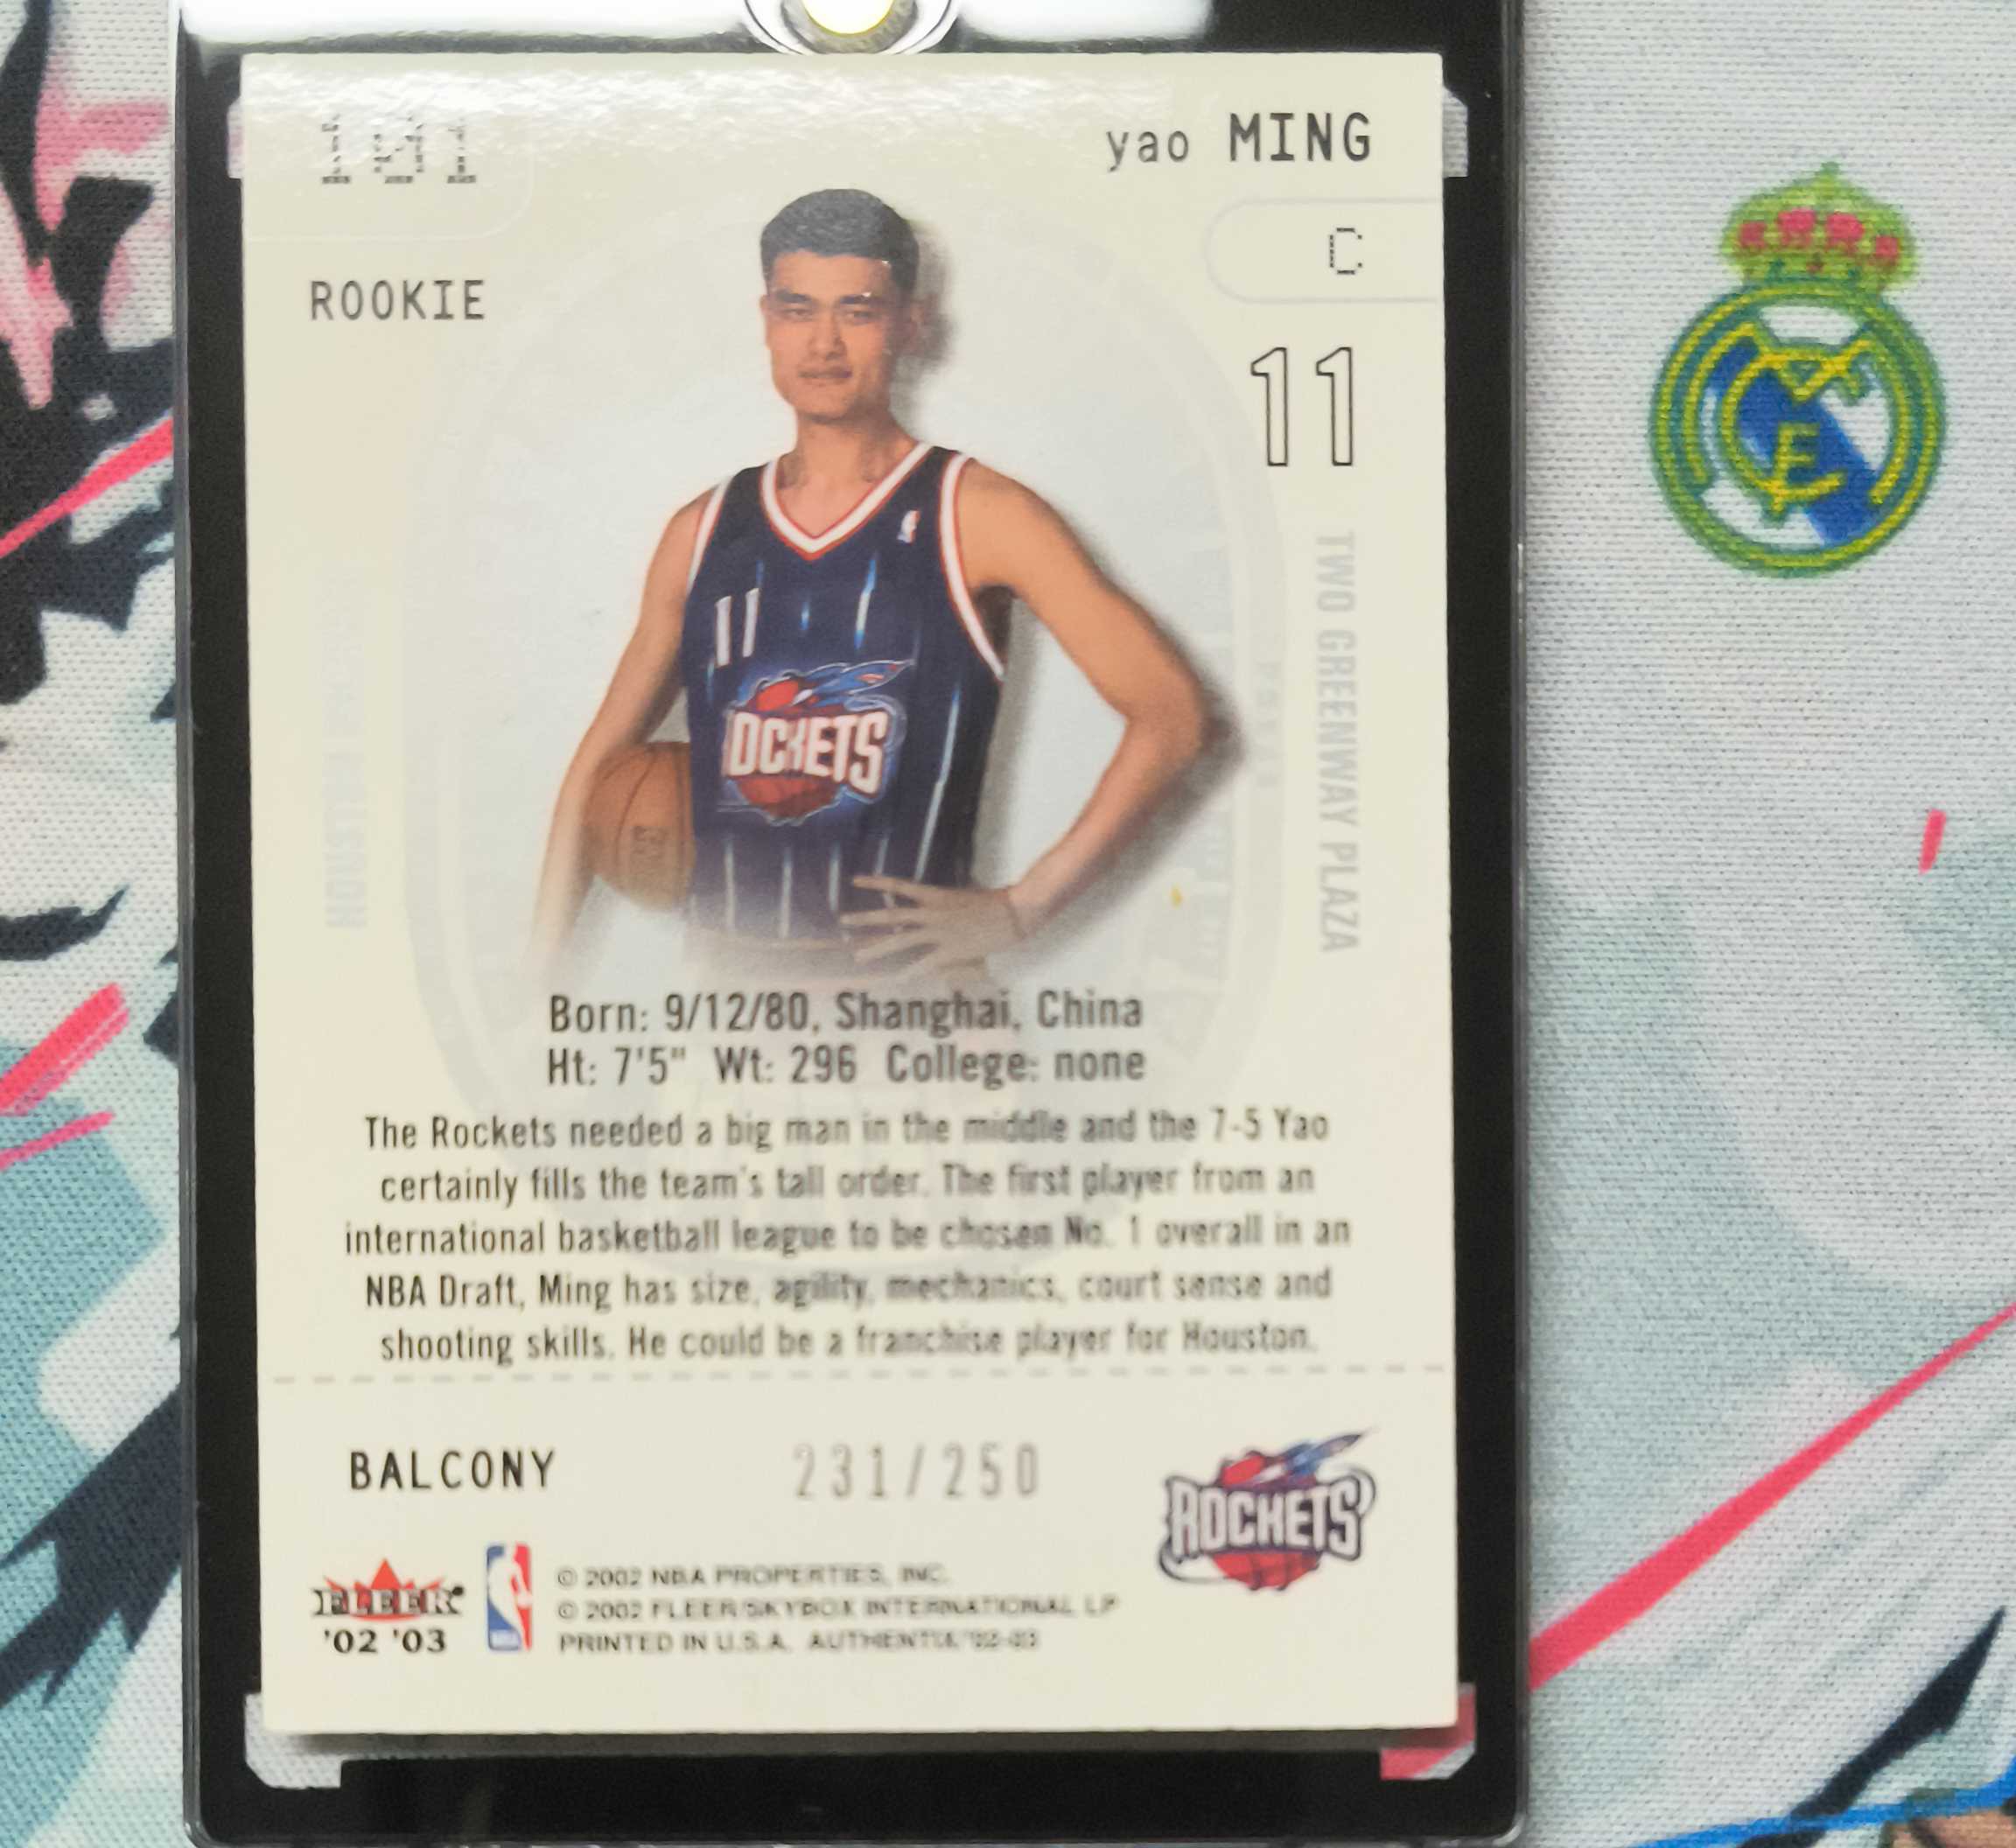 yao MING
C
ROOKIE
11
TWO GREENWAY PLAZA
HOUSTON
11
ROCKETS
Born: 9/12/80, Shanghai, China
Ht: 7'5" Wt: 296 College: none
The Rockets needed a big man in the middle and the 7-5 Yao
certainly fills the team's tall order. The first player from an
international basketball league to be chosen No. 1 overall in an
NBA Draft, Ming has size, agility, mechanics, court sense and
shooting skills. He could be a franchise player for Houston.
BALCONY
231/250
ROCKETS
FLEER
'02 '03
NBA
© 2002 NBA PROPERTIES, INC.
© 2002 FLEER/SKYBOX INTERNATIONAL LP
PRINTED IN U.S.A. AUTHENTIX '02-03